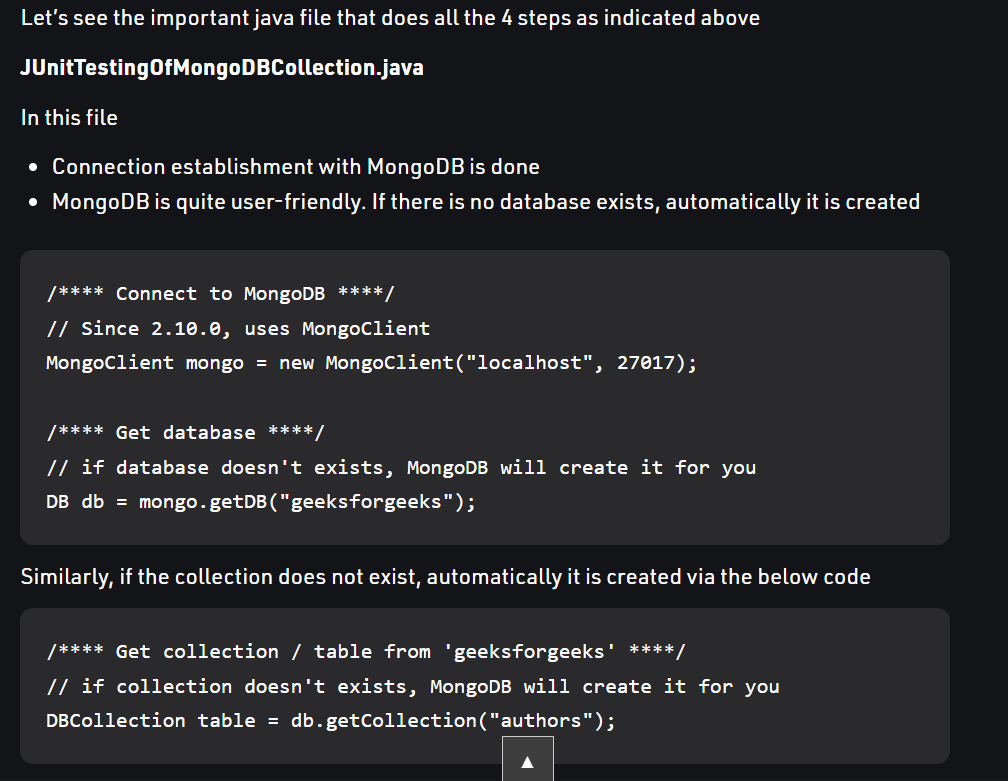 Let’s see the important java file that does all the 4 steps as indicated above
JUnitTestingOfMongoDBCollection.java
In this file
• Connection establishment with MongoDB is done
• MongoDB is quite user-friendly. If there is no database exists, automatically it is created
/**** Connect to MongoDB ****/
// Since 2.10.0, uses MongoClient
MongoClient mongo = new MongoClient("localhost", 27017);
/**** Get database ****/
// if database doesn't exists, MongoDB will create it for you
DB db = mongo.getDB("geeksforgeeks");
Similarly, if the collection does not exist, automatically it is created via the below code
/**** Get collection / table from 'geeksforgeeks' ****/
// if collection doesn't exists, MongoDB will create it for you
DBCollection table = db.getCollection("authors");